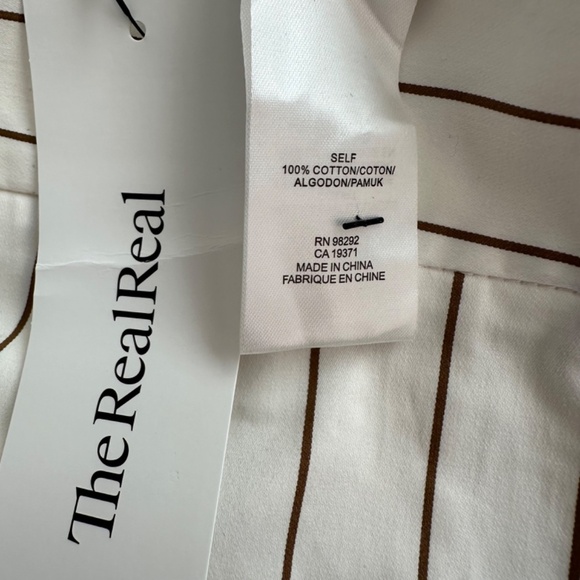 The RealReal
SELF
100% COTTON/COTON/
ALGODON/PAMUK
RN 98292
CA 19371
MADE IN CHINA
FABRIQUE EN CHINE